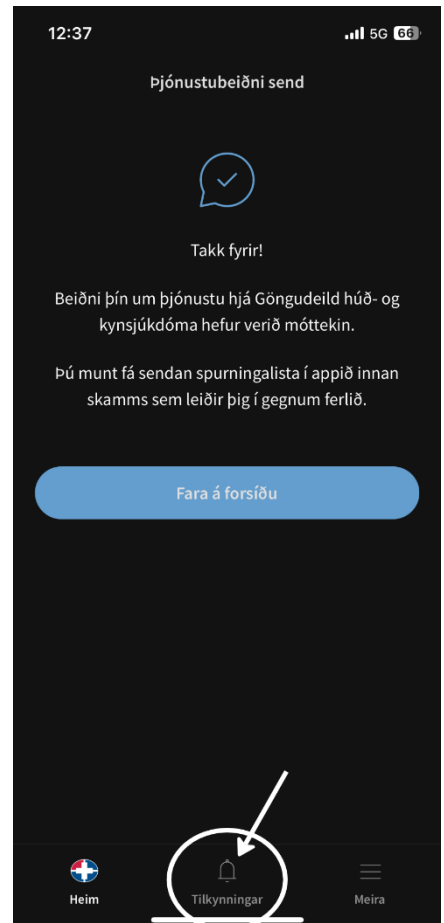 12:37
5G 66
Þjónustubeiðni send
Takk fyrir!
Beiðni þín um þjónustu hjá Göngudeild húð- og
kynsjúkdóma hefur verið móttekin.
Þú munt fá sendan spurningalista í appið innan
skamms sem leiðir þig í gegnum ferlið.
Fara á forsíðu
Heim
Tilkynningar
Meira